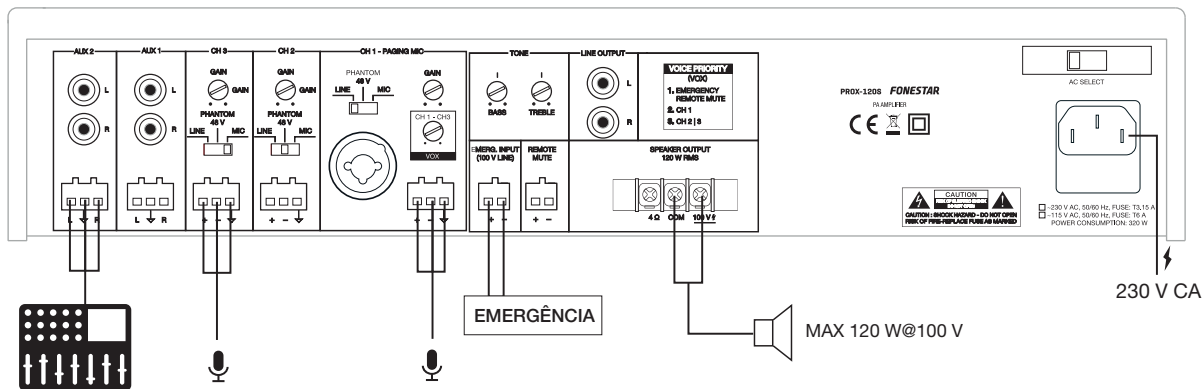 AUX 2
L
R
L R
AUX 1
L
R
L R
CH 3
GAIN
GAIN
PHANTOM
48 V
LINE MIC
+ −
CH 2
GAIN
GAIN
PHANTOM
48 V
LINE MIC
+ −
CH 1 - PAGING MIC
PHANTOM
48 V
LINE MIC
GAIN
CH 1 - CH3
VOX
+ −
TONE
BASS
TREBLE
LINE OUTPUT
L
R
VOICE PRIORITY
(VOX)
1. EMERGENCY
REMOTE MUTE
2. CH 1
3. CH 2 | 3
EMERG. INPUT
(100 V LINE)
+ −
REMOTE
MUTE
SPEAKER OUTPUT
120 W RMS
4 Ω COM 100 V
PROX-120S FONESTAR
PA AMPLIFIER
CE
AC SELECT
CAUTION
CAUTION : SHOCK HAZARD - DO NOT OPEN
RISK OF FIRE-REPLACE FUSE AS MARKED
~230 V AC, 50/60 Hz, FUSE: T3,15 A
~115 V AC, 50/60 Hz, FUSE: T6 A
POWER CONSUMPTION: 320 W
230 V CA
EMERGÊNCIA
MAX 120 W@100 V